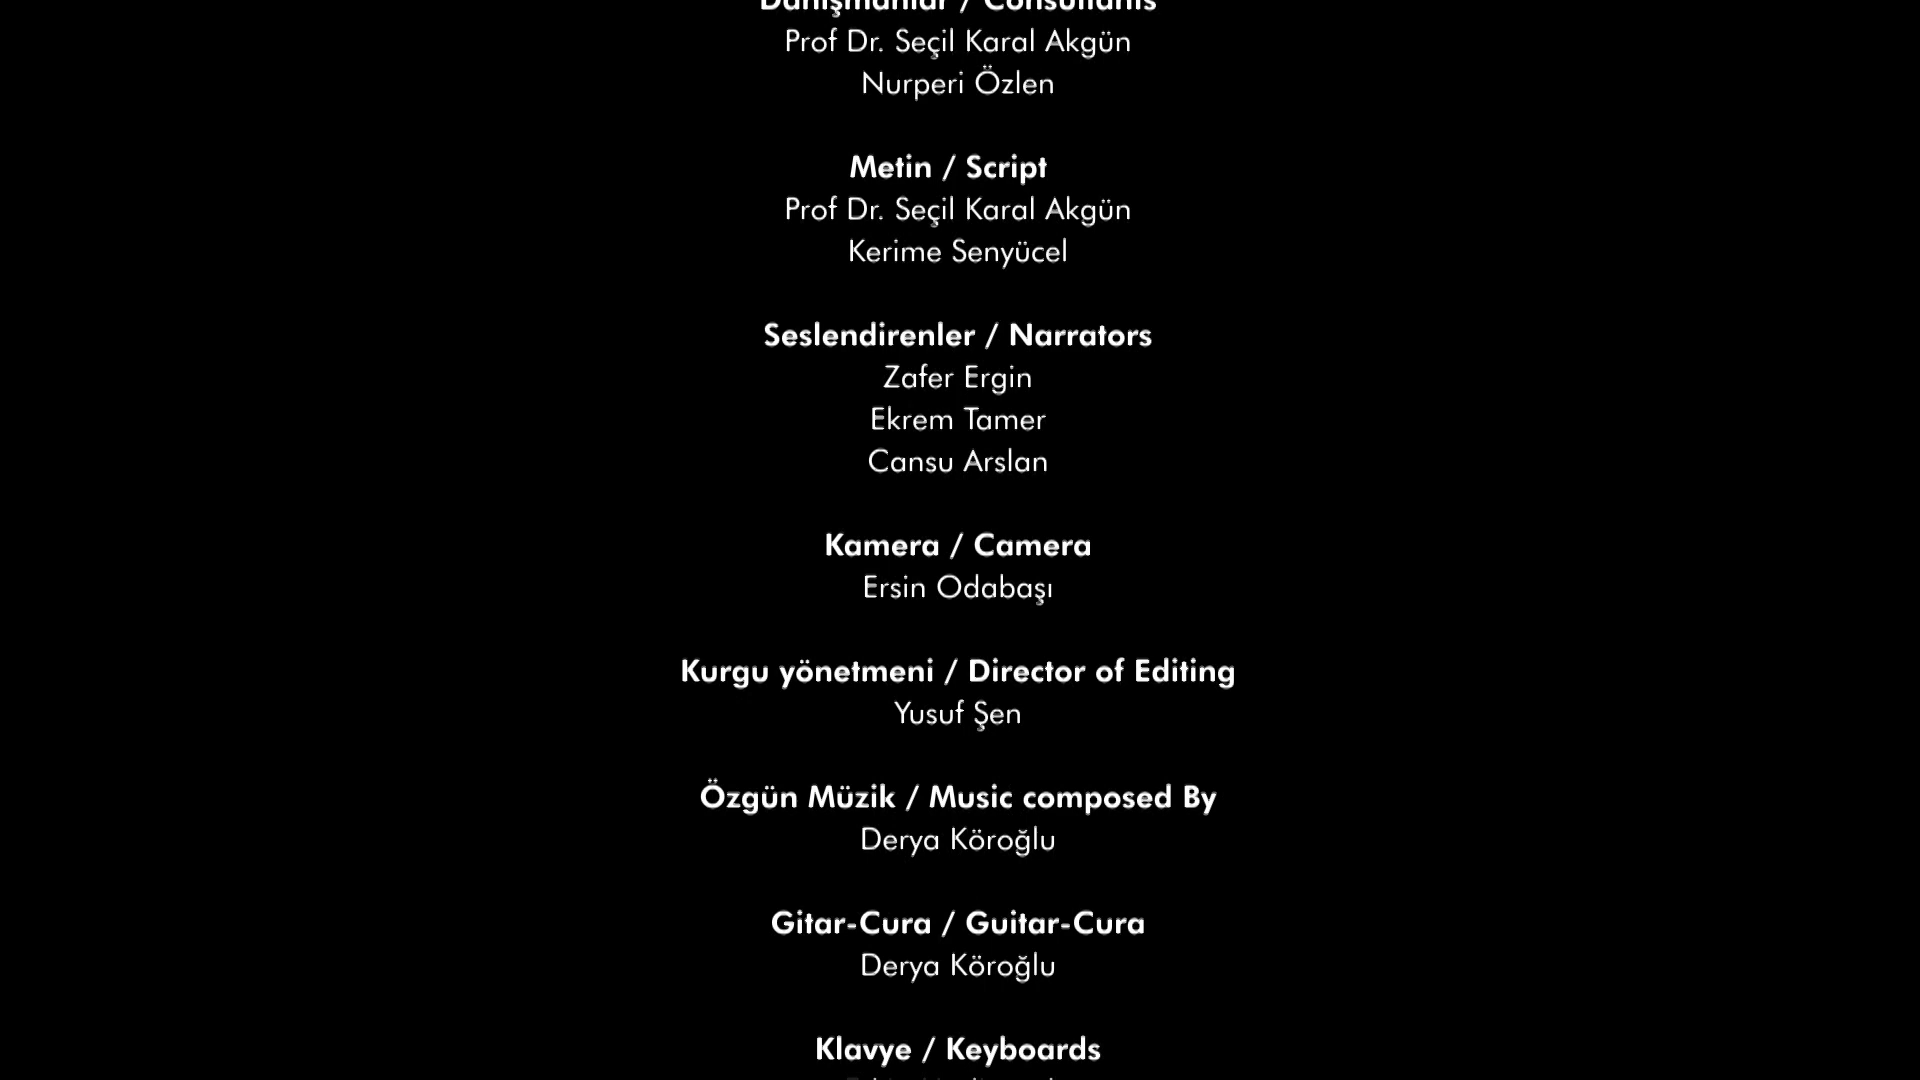 Danışmanlar / Consultants
Prof Dr. Seçil Karal Akgün
Nurperi Özlen
Metin / Script
Prof Dr. Seçil Karal Akgün
Kerime Senyücel
Seslendirenler / Narrators
Zafer Ergin
Ekrem Tamer
Cansu Arslan
Kamera / Camera
Ersin Odabaşı
Kurgu yönetmeni / Director of Editing
Yusuf Şen
Özgün Müzik / Music composed By
Derya Köroğlu
Gitar-Cura / Guitar-Cura
Derya Köroğlu
Klavye / Keyboards